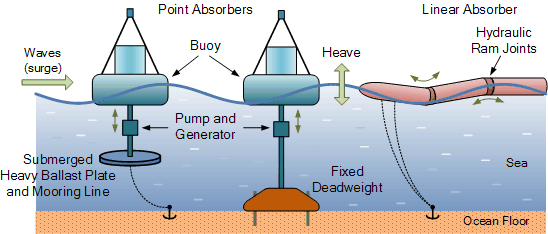 Point Absorbers
Linear Absorber
Waves
(surge)
Buoy
Heave
Hydraulic
Ram Joints
Pump and
Generator
Submerged
Heavy Ballast Plate
and Mooring Line
Fixed
Deadweight
Sea
Ocean Floor